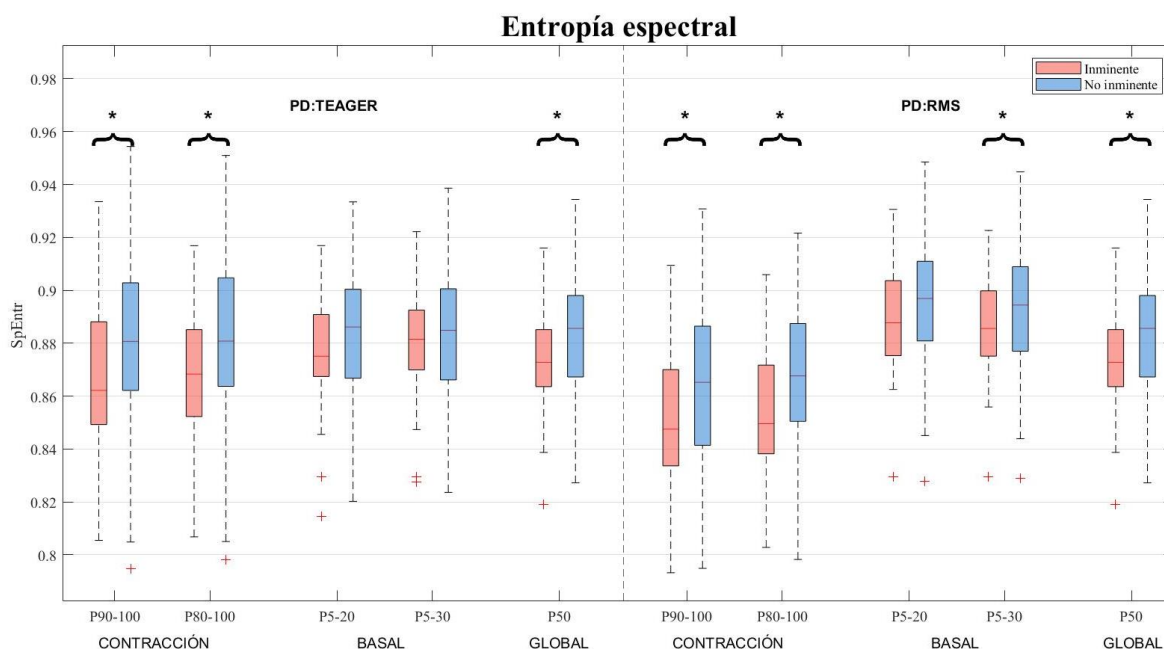 Entropía espectral
Inminente
No inminente
PD:TEAGER
PD:RMS
* * * * * * *
SpEntr
0.98
0.96
0.94
0.92
0.9
0.88
0.86
0.84
0.82
0.8
P90-100 P80-100 P5-20 P5-30 P50 P90-100 P80-100 P5-20 P5-30 P50
CONTRACCIÓN BASAL GLOBAL CONTRACCIÓN BASAL GLOBAL